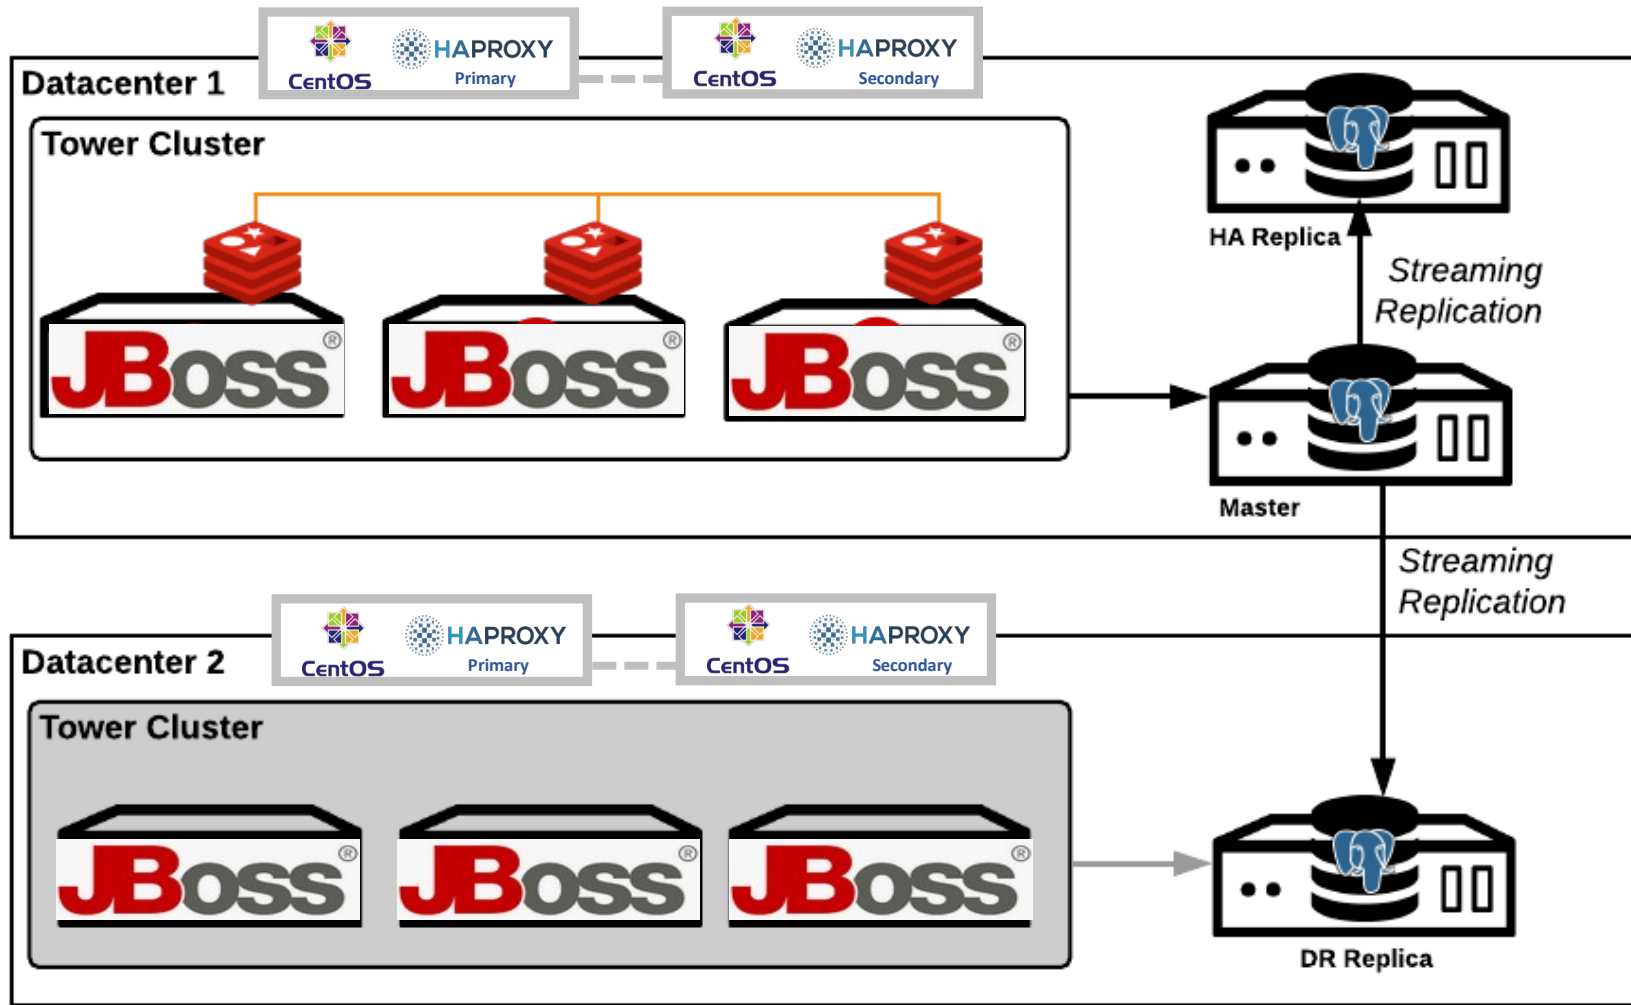 CentOS
HAPROXY
Primary
CentOS
HAPROXY
Secondary
Datacenter 1
Tower Cluster
JBoss®
JBoss®
JBoss®
HA Replica
Streaming
Replication
Master
Streaming
Replication
CentOS
HAPROXY
Primary
CentOS
HAPROXY
Secondary
Datacenter 2
Tower Cluster
JBoss®
JBoss®
JBoss®
DR Replica